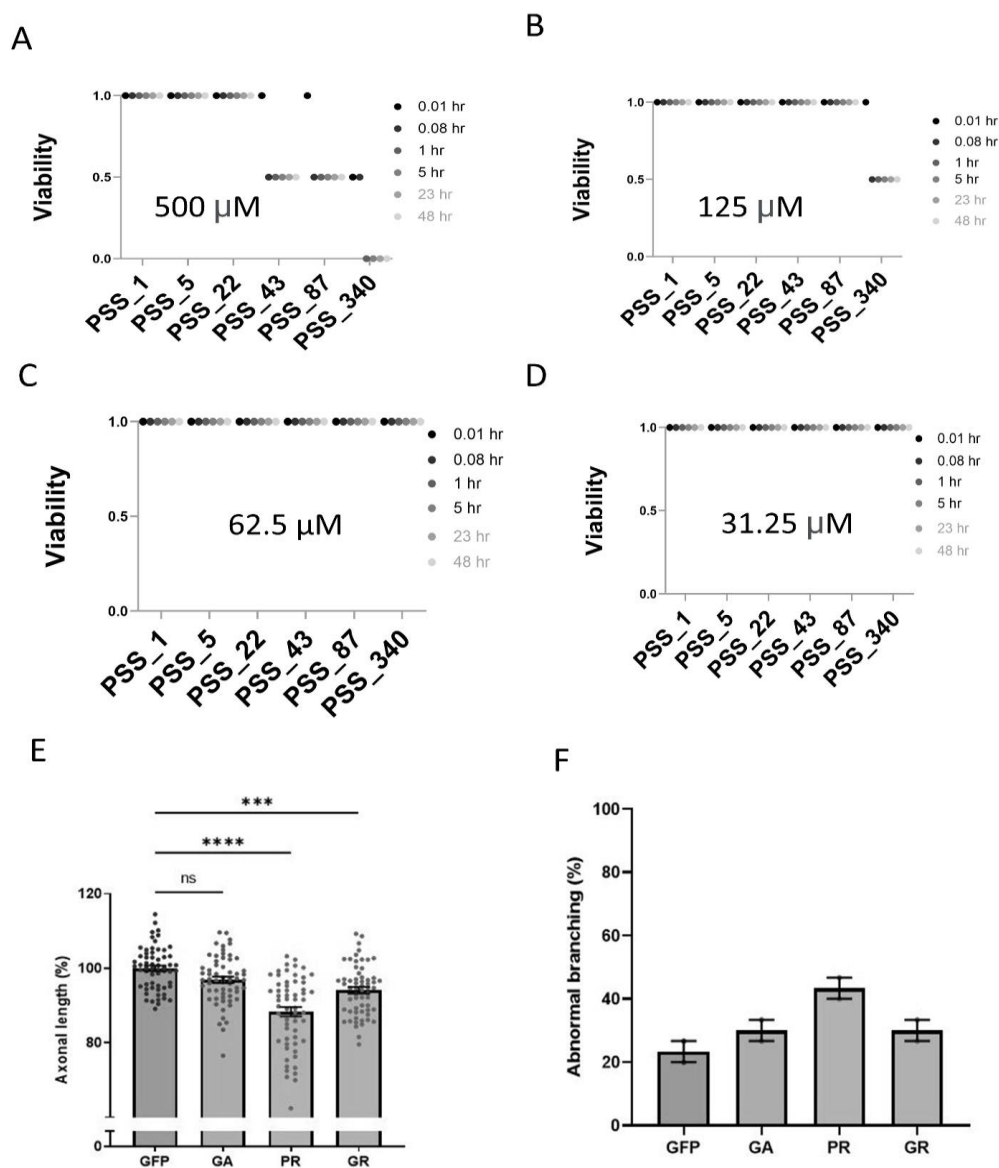 A
Viability
1.0
0.5
0.0
500 µM
0.01 hr
0.08 hr
1 hr
5 hr
23 hr
48 hr
PSS_1
PSS_5
PSS_22
PSS_43
PSS_87
PSS_340
B
Viability
1.0
0.5
0.0
125 µM
0.01 hr
0.08 hr
1 hr
5 hr
23 hr
48 hr
PSS_1
PSS_5
PSS_22
PSS_43
PSS_87
PSS_340
C
Viability
1.0
0.5
0.0
62.5 µM
0.01 hr
0.08 hr
1 hr
5 hr
23 hr
48 hr
PSS_1
PSS_5
PSS_22
PSS_43
PSS_87
PSS_340
D
Viability
1.0
0.5
0.0
31.25 µM
0.01 hr
0.08 hr
1 hr
5 hr
23 hr
48 hr
PSS_1
PSS_5
PSS_22
PSS_43
PSS_87
PSS_340
E
Axonal length (%)
***
****
ns
120
100
80
0
GFP GA PR GR
F
Abnormal branching (%)
100
80
60
40
20
0
GFP GA PR GR